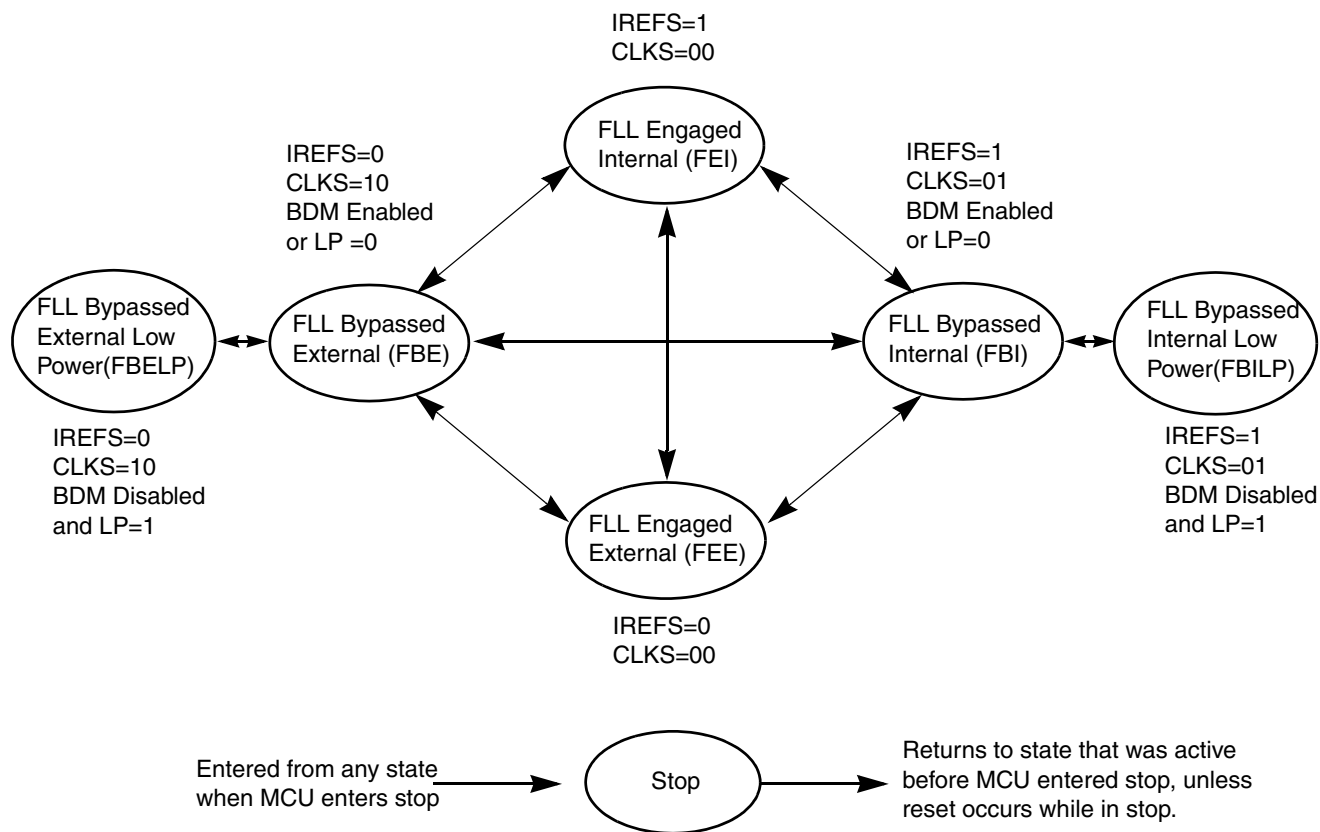 IREFS=1
CLKS=00
FLL Engaged
Internal (FEI)
IREFS=0
CLKS=10
BDM Enabled
or LP =0
IREFS=1
CLKS=01
BDM Enabled
or LP=0
FLL Bypassed
External Low
Power(FBELP)
FLL Bypassed
External (FBE)
FLL Bypassed
Internal (FBI)
FLL Bypassed
Internal Low
Power(FBILP)
IREFS=0
CLKS=10
BDM Disabled
and LP=1
IREFS=1
CLKS=01
BDM Disabled
and LP=1
FLL Engaged
External (FEE)
IREFS=0
CLKS=00
Entered from any state
when MCU enters stop
Stop
Returns to state that was active
before MCU entered stop, unless
reset occurs while in stop.